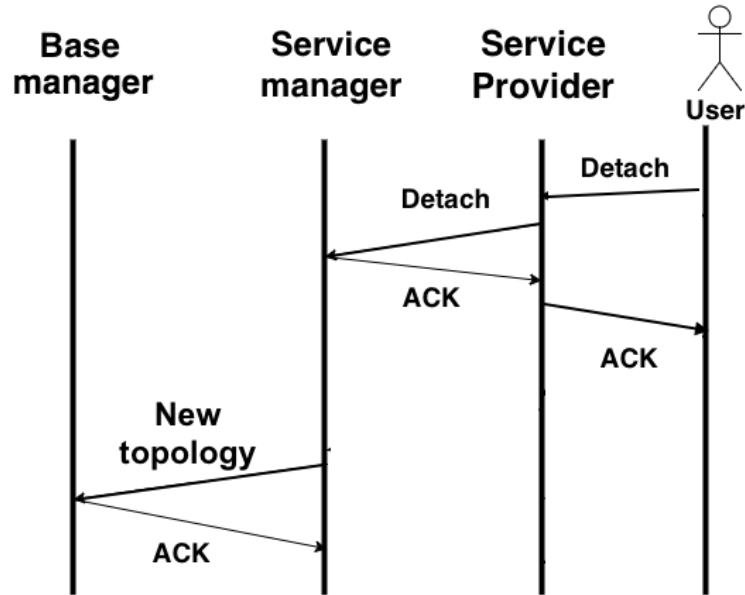 Base
manager
Service
manager
Service
Provider
User
Detach
Detach
ACK
ACK
New
topology
ACK